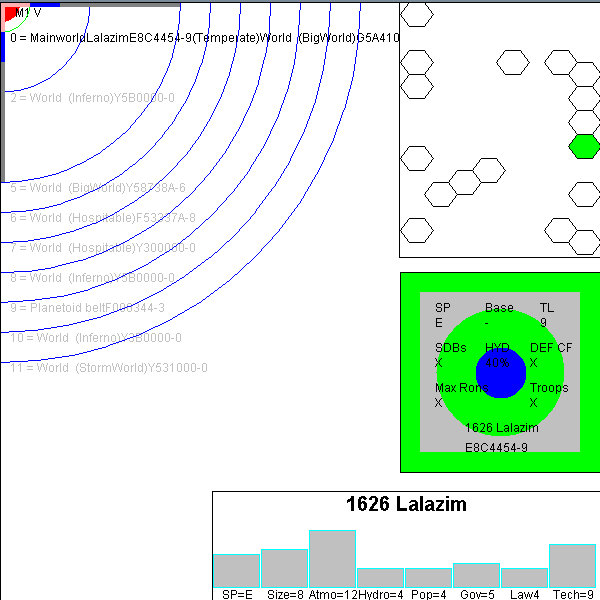 M1 V
0 = MainworldLalazimE8C4454-9(Temperate)World  (BigWorld)G5A410
2 = World  (Inferno)Y5B0000-0
5 = World  (BigWorld)Y58738A-6
6 = World  (Hospitable)F53337A-8
7 = World  (Hospitable)Y300000-0
8 = World  (Inferno)Y5B0000-0
9 = Planetoid beltF000344-3
10 = World  (Inferno)Y3B0000-0
11 = World  (StormWorld)Y531000-0
SP Base TL
E - 9
SDBs HYD DEF CF
X 40% X
Max Rone Troops
X X
1626 Lalazim
E8C4454-9
1626 Lalazim
SP=E Size=8 Atmo=12 Hydro=4 Pop=4 Gov=5 Law4 Tech=9